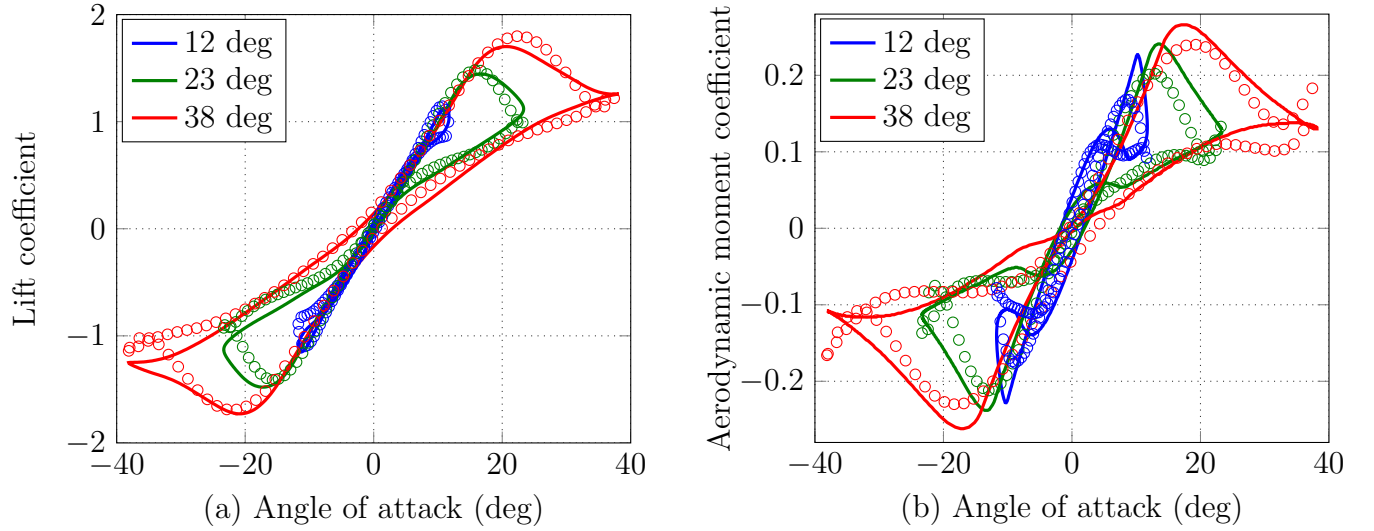 Lift coefficient
2
1
0
−1
−2
12 deg
23 deg
38 deg
−40 −20 0 20 40
(a) Angle of attack (deg)
Aerodynamic moment coefficient
0.2
0.1
0
−0.1
−0.2
12 deg
23 deg
38 deg
−40 −20 0 20 40
(b) Angle of attack (deg)